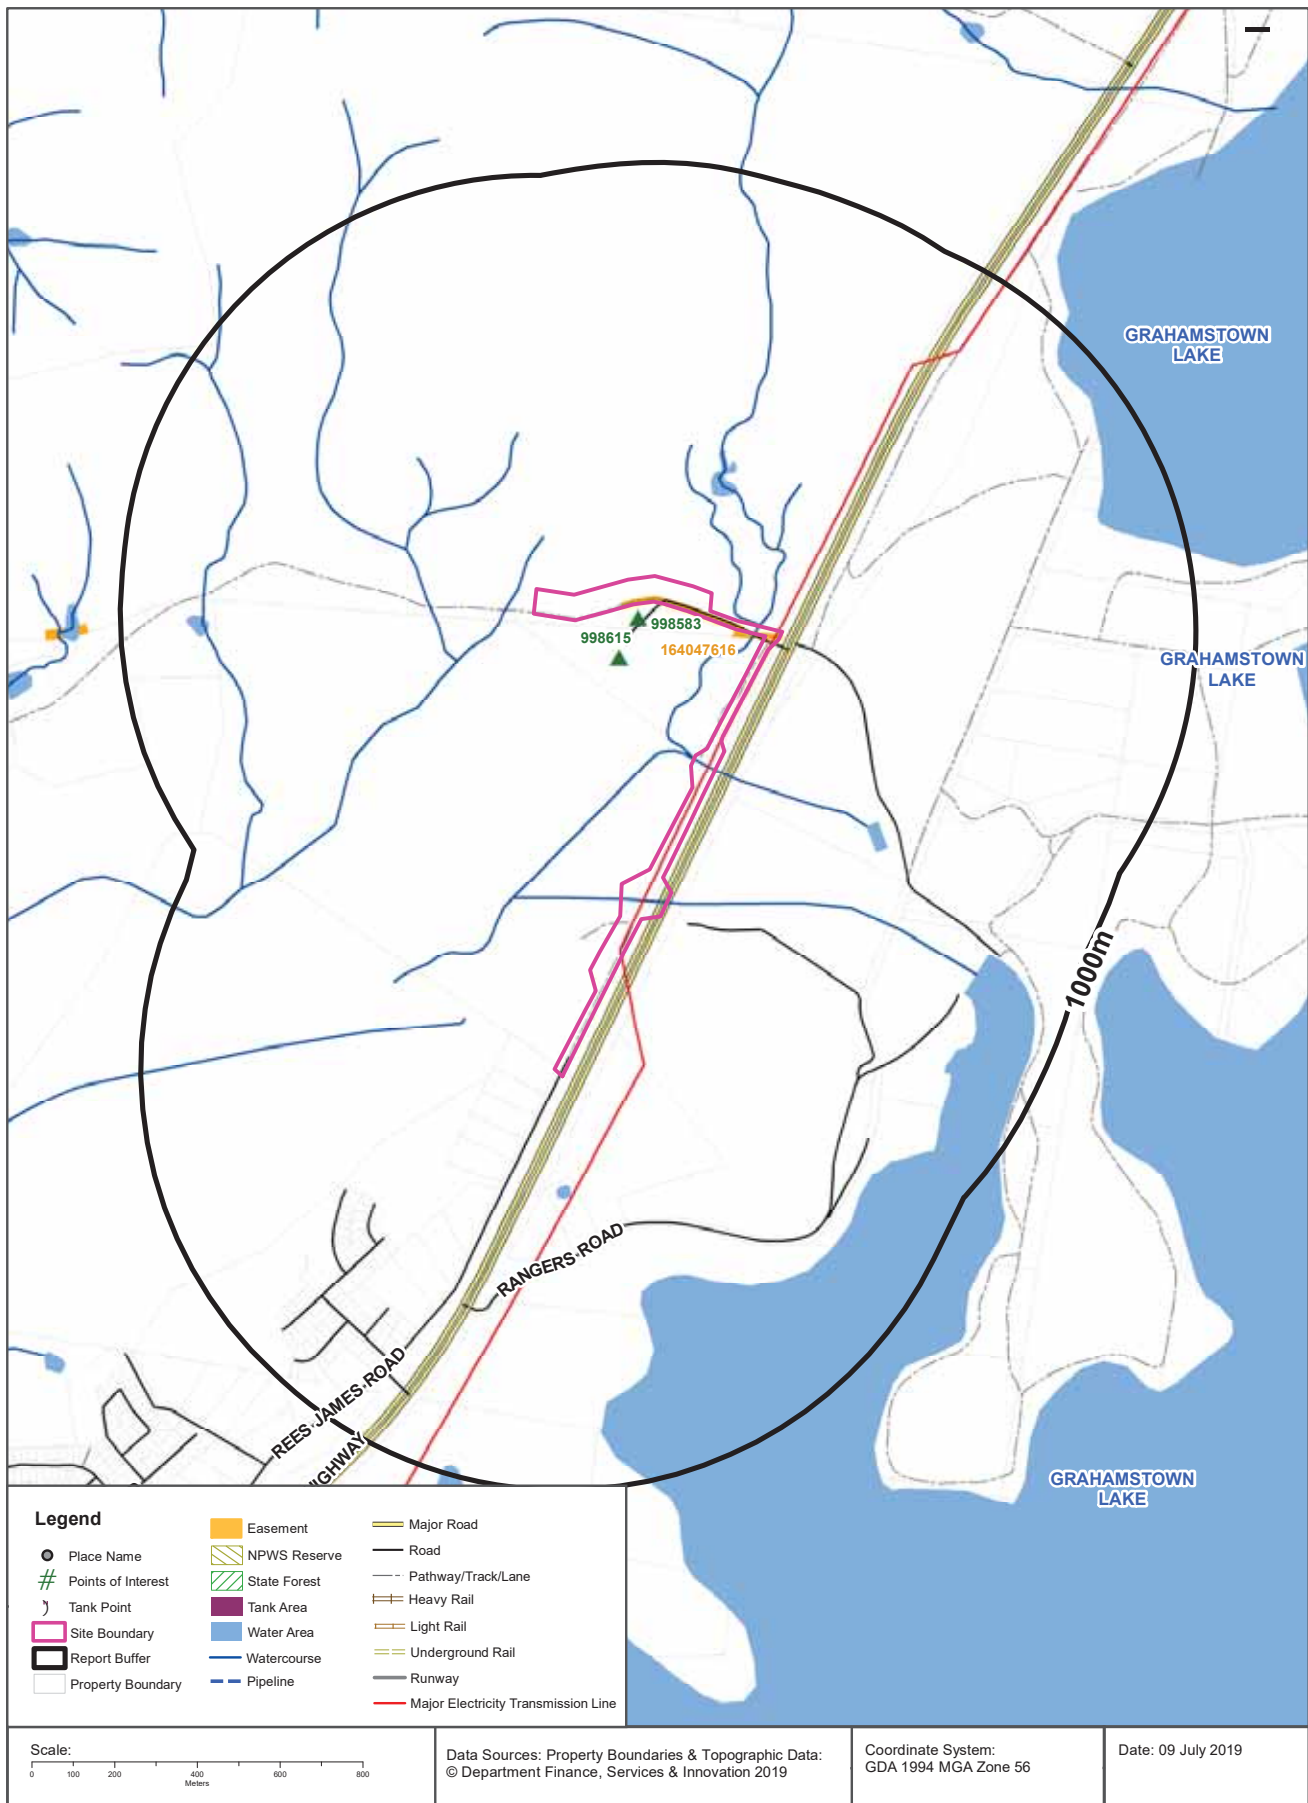 GRAHAMSTOWN
LAKE
998583
998615
164047616
GRAHAMSTOWN
LAKE
1000m
RANGERS ROAD
REES JAMES ROAD
HIGHWAY
GRAHAMSTOWN
LAKE
Legend
Place Name
Points of Interest
Tank Point
Site Boundary
Report Buffer
Property Boundary
Easement
NPWS Reserve
State Forest
Tank Area
Water Area
Watercourse
Pipeline
Major Road
Road
Pathway/Track/Lane
Heavy Rail
Light Rail
Underground Rail
Runway
Major Electricity Transmission Line
Scale:
0 100 200 400 600 800
Meters
Data Sources: Property Boundaries & Topographic Data:
© Department Finance, Services & Innovation 2019
Coordinate System:
GDA 1994 MGA Zone 56
Date: 09 July 2019